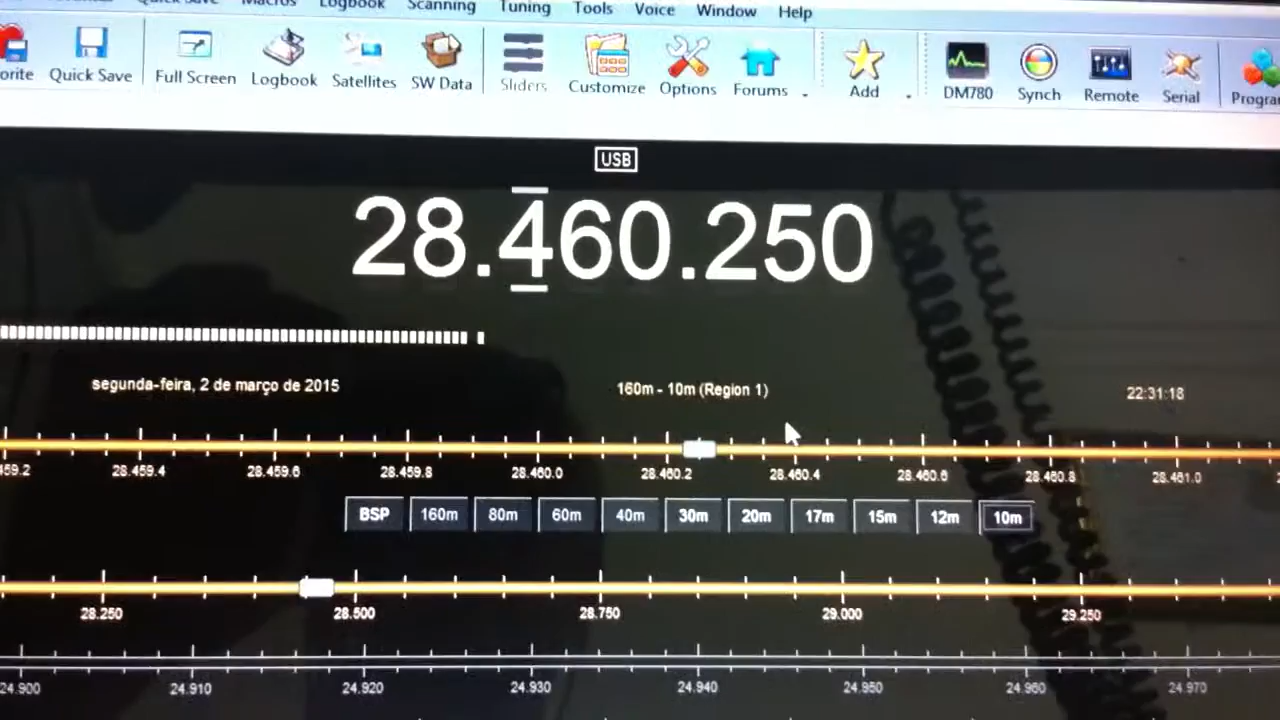 Macros Logbook Scanning Tuning Tools Voice Window Help
Quick Save Full Screen Logbook Satellites SW Data Sliders Customize Options Forums Add DM780 Synch Remote Serial
USB
28.460.250
segunda-feira, 2 de março de 2015 160m - 10m (Region 1) 22:31:18
459.2 28.459.4 28.459.6 28.459.8 28.460.0 28.460.2 28.460.4 28.460.6 28.460.8 28.461.0
BSP 160m 80m 60m 40m 30m 20m 17m 15m 12m 10m
28.250 28.500 28.750 29.000 29.250
24.900 24.910 24.920 24.930 24.940 24.950 24.960 24.970